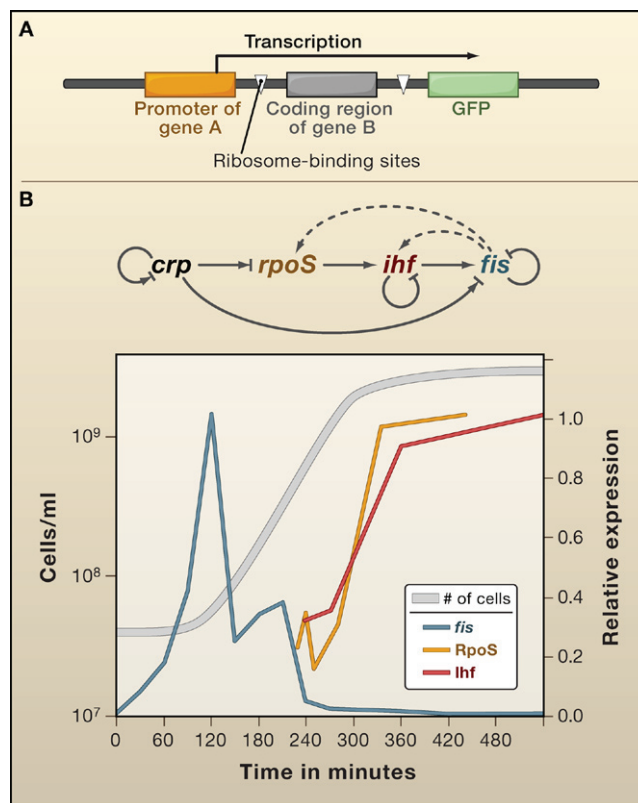 A
Transcription
Promoter of
gene A
Coding region
of gene B
GFP
Ribosome-binding sites
B
crp
rpoS
ihf
fis
Cells/ml
10⁹
10⁸
10⁷
Relative expression
1.0
0.8
0.6
0.4
0.2
0.0
# of cells
fis
RpoS
Ihf
0 60 120 180 240 300 360 420 480
Time in minutes